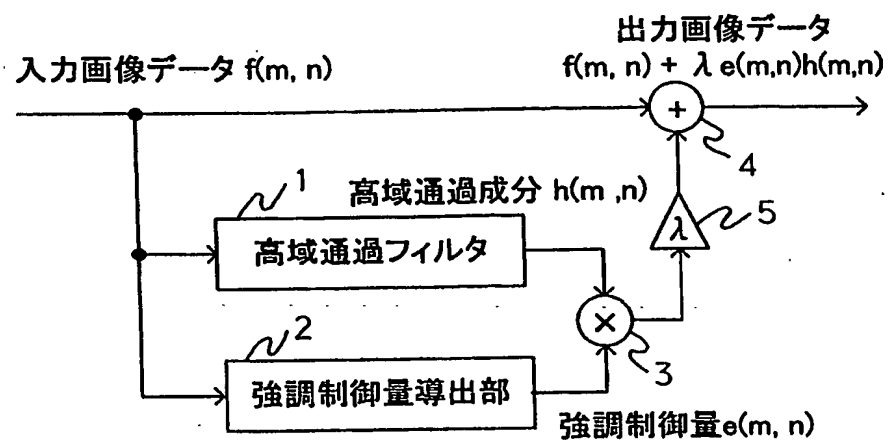 出力画像データ
入力画像データ f(m, n)
f(m, n) + λ e(m,n)h(m,n)
+
4
1
高域通過成分 h(m ,n)
λ
5
高域通過フィルタ
×
3
2
強調制御量導出部
強調制御量e(m, n)